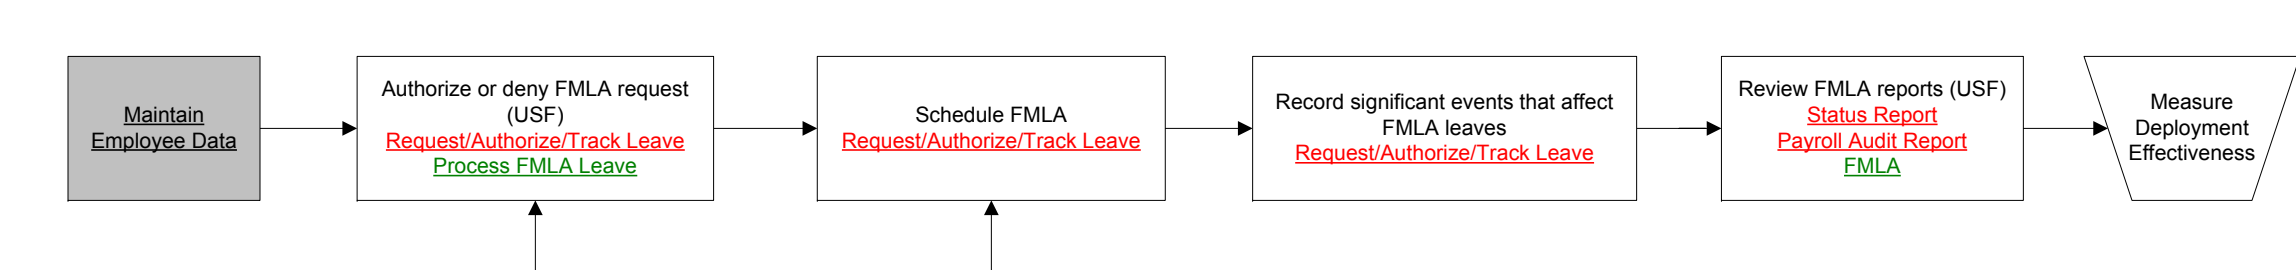 Maintain
Employee Data
Authorize or deny FMLA request
(USF)
Request/Authorize/Track Leave
Process FMLA Leave
Schedule FMLA
Request/Authorize/Track Leave
Record significant events that affect
FMLA leaves
Request/Authorize/Track Leave
Review FMLA reports (USF)
Status Report
Payroll Audit Report
FMLA
Measure
Deployment
Effectiveness